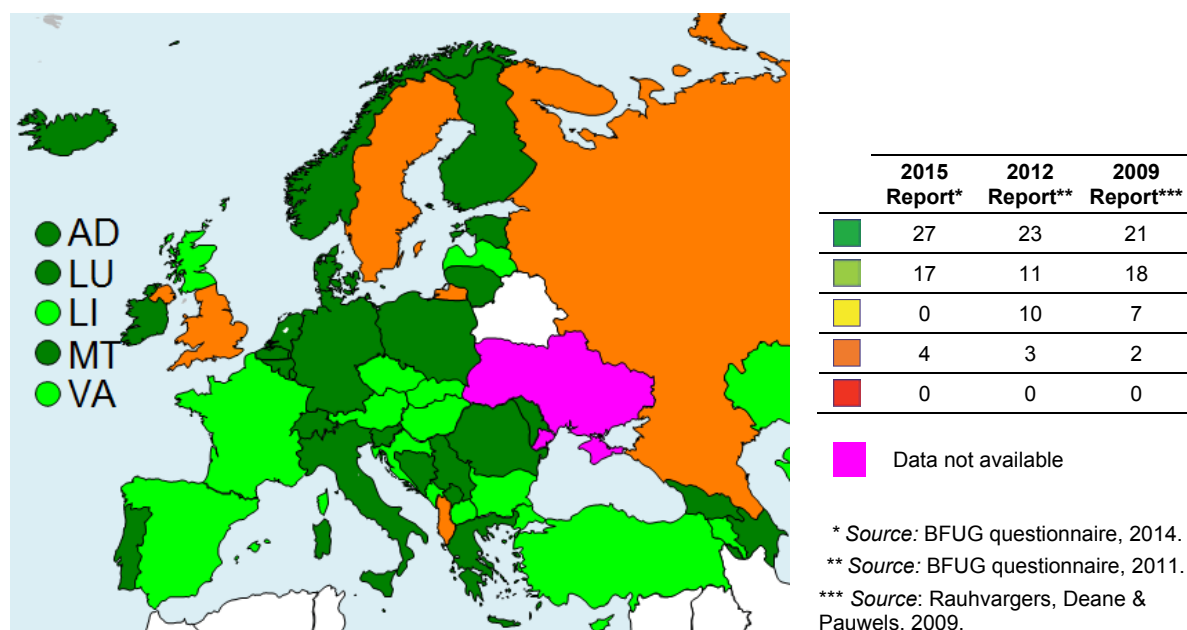 AD
LU
LI
MT
VA
2015 Report* 2012 Report** 2009 Report***
27 23 21
17 11 18
0 10 7
4 3 2
0 0 0
Data not available
* Source: BFUG questionnaire, 2014.
** Source: BFUG questionnaire, 2011.
*** Source: Rauhvargers, Deane &
Pauwels, 2009.